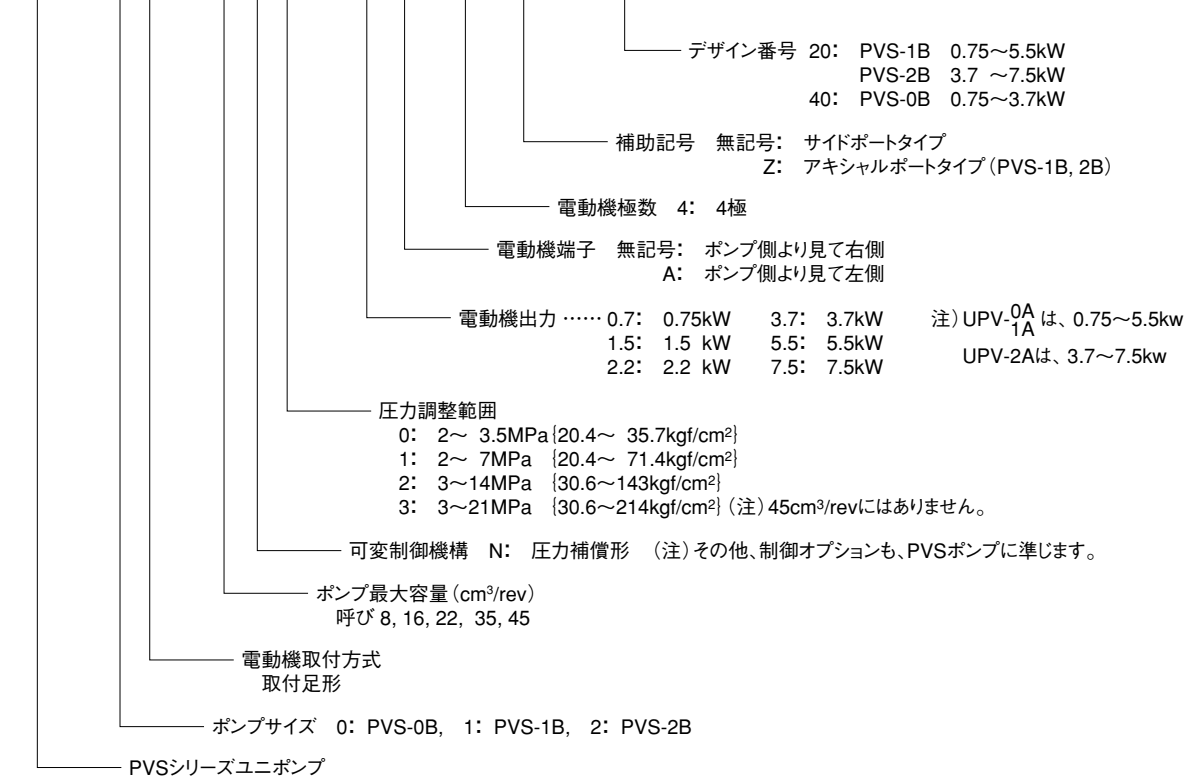 デザイン番号 20： PVS-1B 0.75～5.5kW
PVS-2B 3.7 ～7.5kW
40： PVS-0B 0.75～3.7kW
補助記号 無記号： サイドポートタイプ
Z： アキシャルポートタイプ（PVS-1B, 2B）
電動機極数 4： 4極
電動機端子 無記号： ポンプ側より見て右側
A： ポンプ側より見て左側
電動機出力 …… 0.7： 0.75kW 3.7： 3.7kW 注）UPV-0A 1A は、0.75～5.5kw
1.5： 1.5 kW 5.5： 5.5kW
2.2： 2.2 kW 7.5： 7.5kW UPV-2Aは、3.7～7.5kw
圧力調整範囲
0： 2～ 3.5MPa{20.4～ 35.7kgf/cm²}
1： 2～ 7MPa {20.4～ 71.4kgf/cm²}
2： 3～14MPa {30.6～143kgf/cm²}
3： 3～21MPa {30.6～214kgf/cm²}（注）45cm³/revにはありません。
可変制御機構 N： 圧力補償形 （注）その他、制御オプションも、PVSポンプに準じます。
ポンプ最大容量（cm³/rev）
呼び 8, 16, 22, 35, 45
電動機取付方式
取付足形
ポンプサイズ 0： PVS-0B, 1： PVS-1B, 2： PVS-2B
PVSシリーズユニポンプ